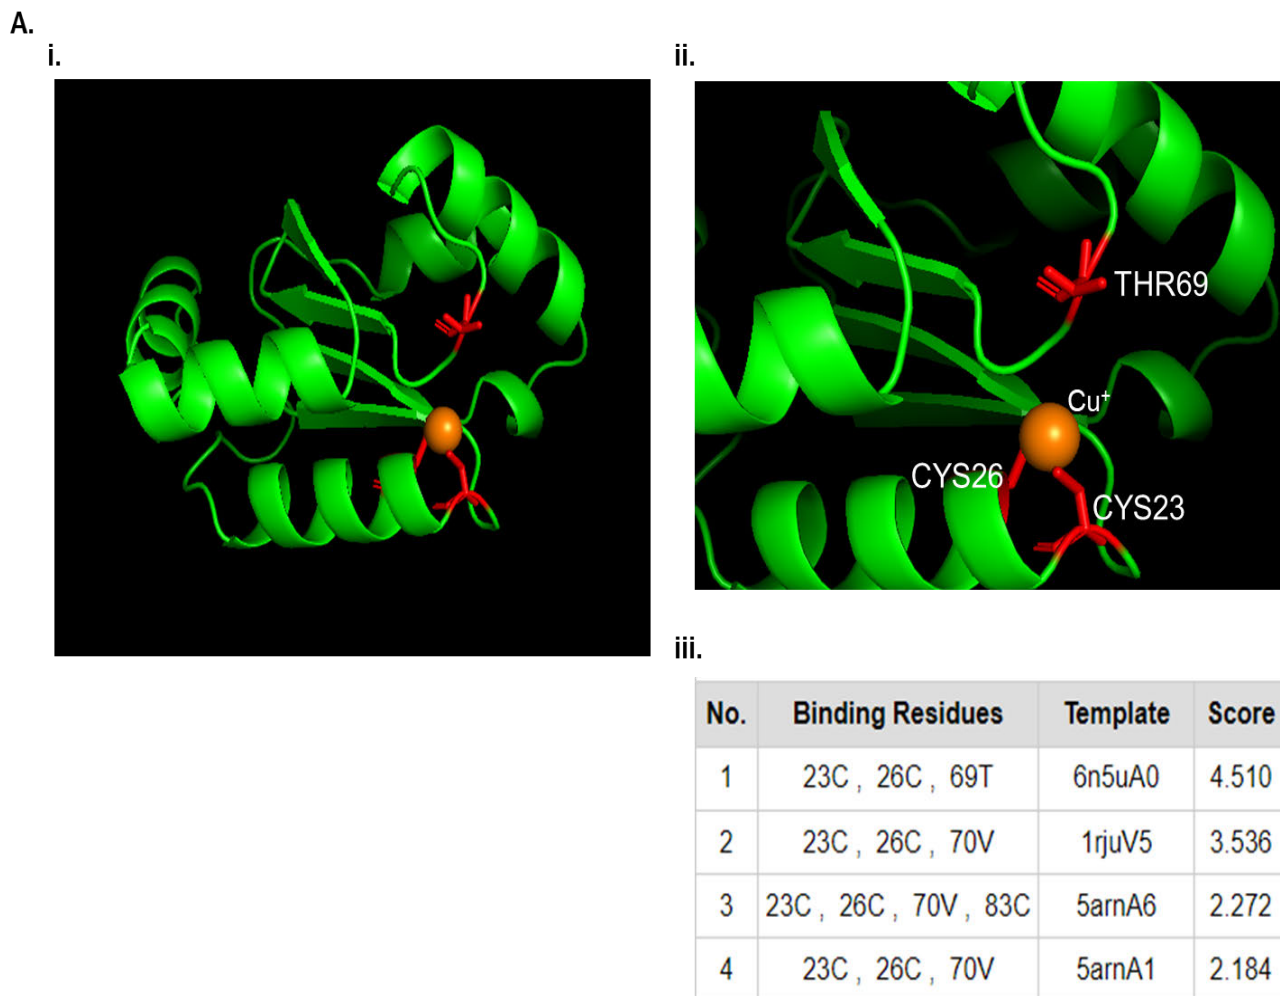 A.
i.
ii.
THR69
Cu⁺
CYS26
CYS23
iii.
No. Binding Residues Template Score
1 23C , 26C , 69T 6n5uA0 4.510
2 23C , 26C , 70V 1rjuV5 3.536
3 23C , 26C , 70V , 83C 5arnA6 2.272
4 23C , 26C , 70V 5arnA1 2.184